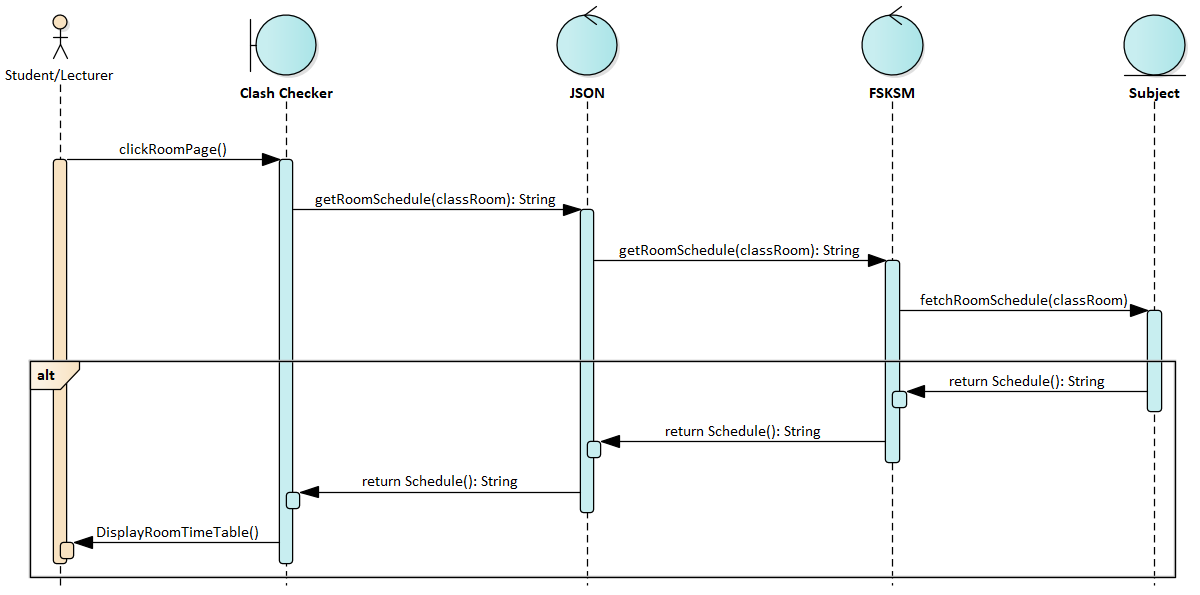 Student/Lecturer
Clash Checker
JSON
FSKSM
Subject
clickRoomPage()
getRoomSchedule(classRoom): String
getRoomSchedule(classRoom): String
fetchRoomSchedule(classRoom)
alt
return Schedule(): String
return Schedule(): String
return Schedule(): String
DisplayRoomTimeTable()